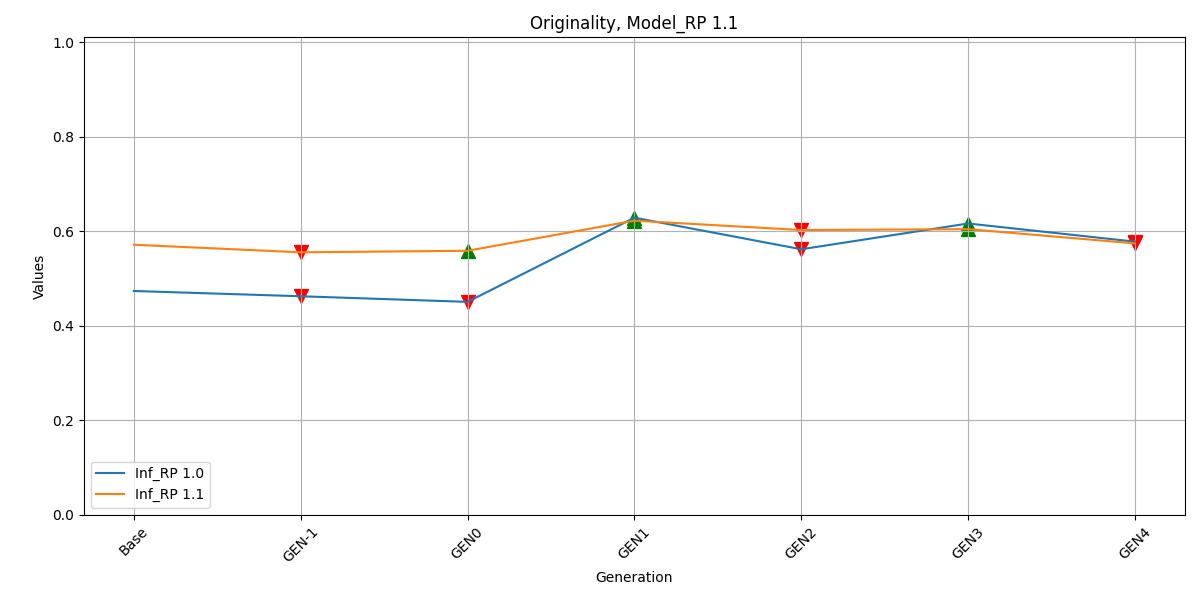 Originality, Model_RP 1.1
Values
1.0
0.8
0.6
0.4
0.2
0.0
Inf_RP 1.0
Inf_RP 1.1
Base
GEN-1
GEN0
GEN1
GEN2
GEN3
GEN4
Generation